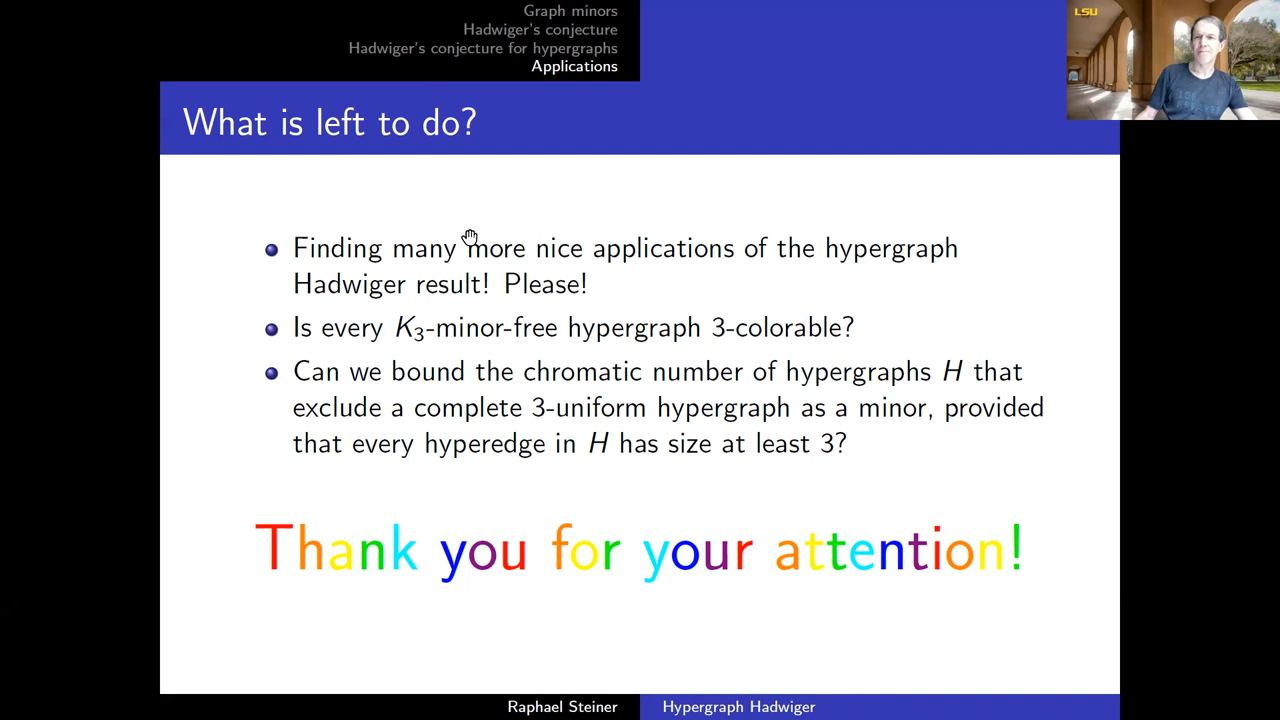 Graph minors
Hadwiger's conjecture
Hadwiger's conjecture for hypergraphs
Applications
LSU
What is left to do?
Finding many more nice applications of the hypergraph
Hadwiger result! Please!
Is every K₃-minor-free hypergraph 3-colorable?
Can we bound the chromatic number of hypergraphs H that
exclude a complete 3-uniform hypergraph as a minor, provided
that every hyperedge in H has size at least 3?
Thank you for your attention!
Raphael Steiner
Hypergraph Hadwiger